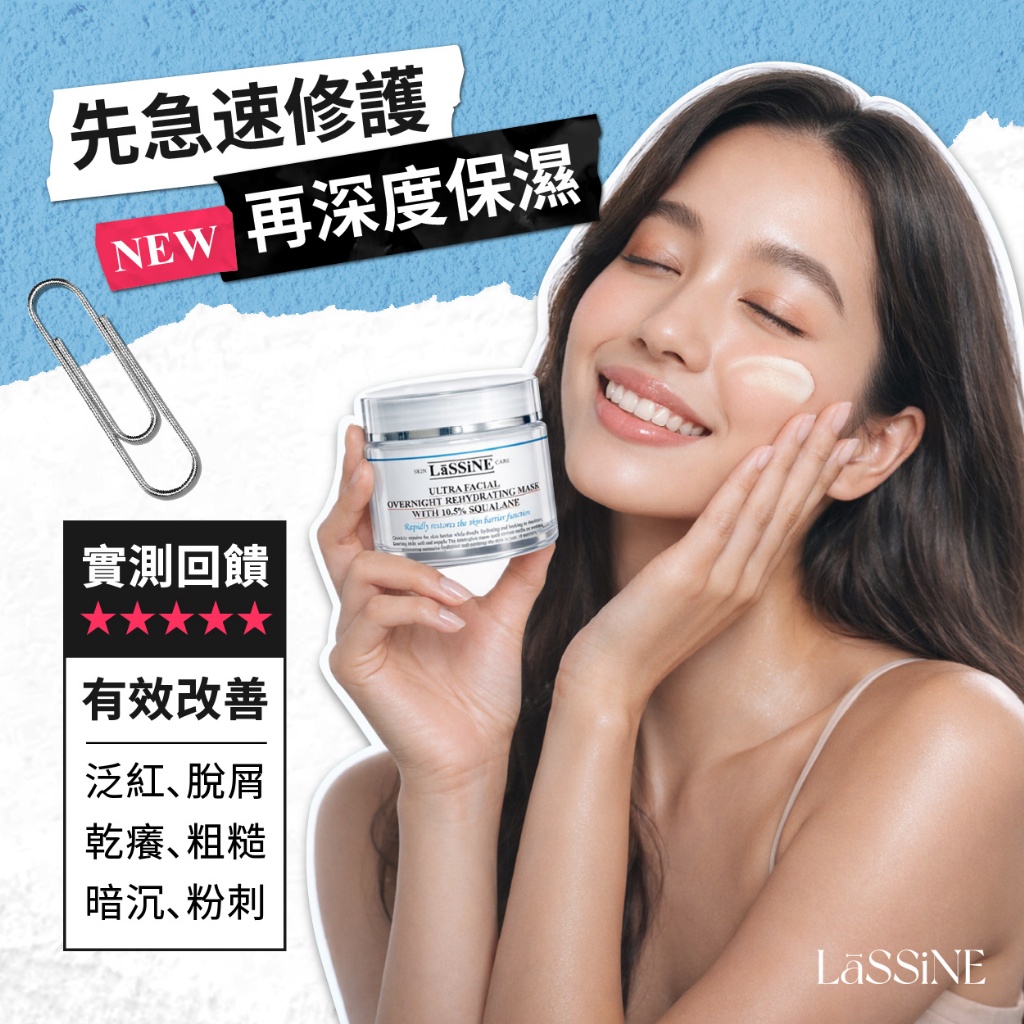 先急速修護
再深度保濕
NEW
SKIN LāSSiNE CARE
ULTRA FACIAL
OVERNIGHT REHYDRATING MASK
WITH 10.5% SQUALANE
Rapidly restores the skin barrier function
實測回饋
★★★★★
有效改善
泛紅、脫屑
乾癢、粗糙
暗沉、粉刺
LāSSiNE